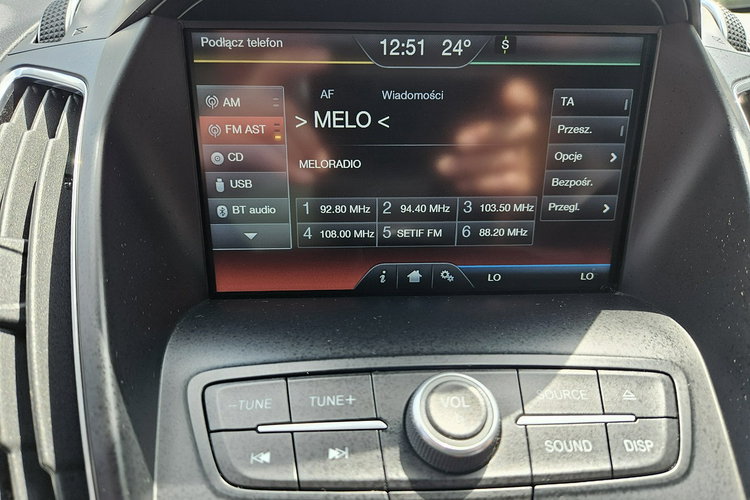 Podłącz telefon
12:51 24° S
AF Wiadomości
AM
> MELO <
TA
FM AST
Przesz.
CD
MELORADIO
Opcje >
USB
Bezpośr.
BT audio
1 92.80 MHz 2 94.40 MHz 3 103.50 MHz
Przegl. >
4 108.00 MHz 5 SETIF FM 6 88.20 MHz
i LO LO
–TUNE TUNE+ VOL SOURCE
SOUND DISP